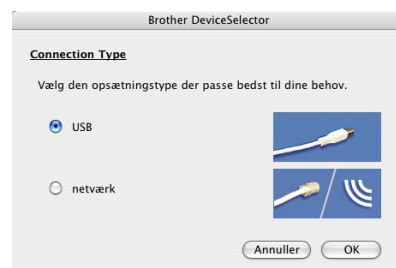 Brother DeviceSelector
Connection Type
Vælg den opsætningstype der passe bedst til dine behov.
USB
netværk
Annuller
OK